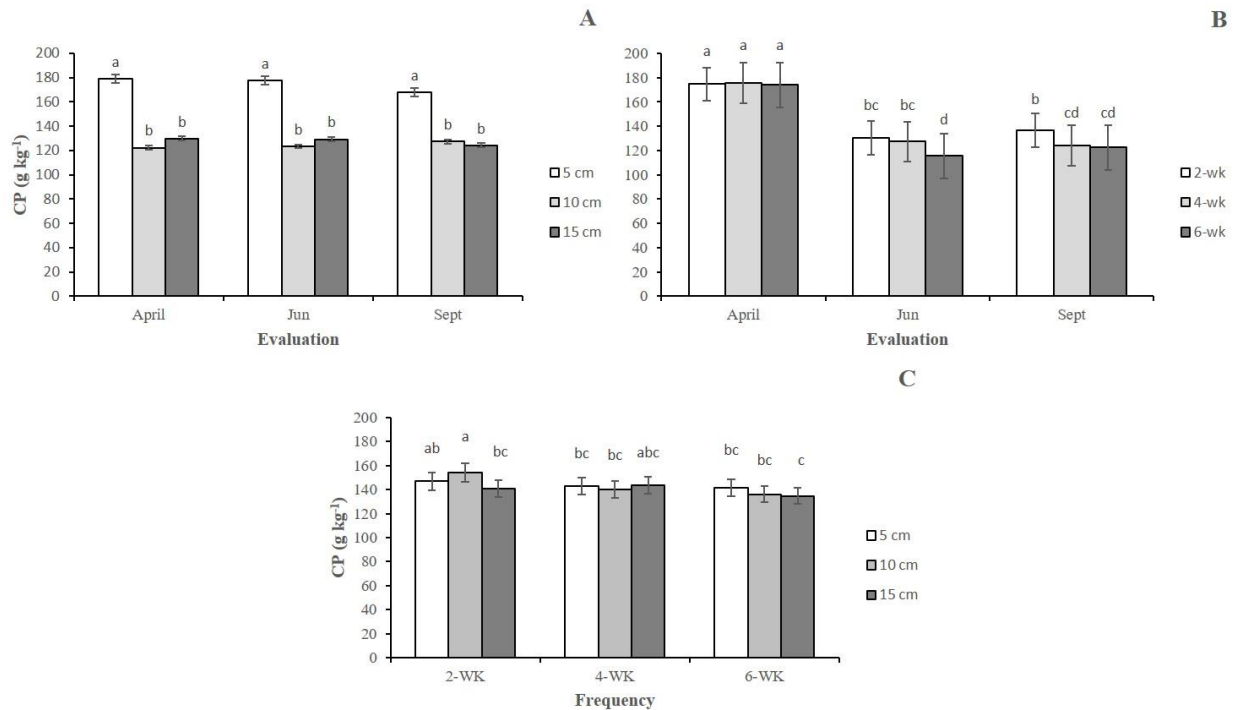 A
200
180
160
140
120
100
80
60
40
20
0
CP (g kg⁻¹)
a
b
b
a
b
b
a
b
b
April
Jun
Sept
Evaluation
5 cm
10 cm
15 cm
B
200
180
160
140
120
100
80
60
40
20
0
a
a
a
bc
bc
d
b
cd
cd
April
Jun
Sept
Evaluation
2-wk
4-wk
6-wk
C
200
180
160
140
120
100
80
60
40
20
0
CP (g kg⁻¹)
ab
a
bc
bc
bc
abc
bc
bc
c
2-WK
4-WK
6-WK
Frequency
5 cm
10 cm
15 cm